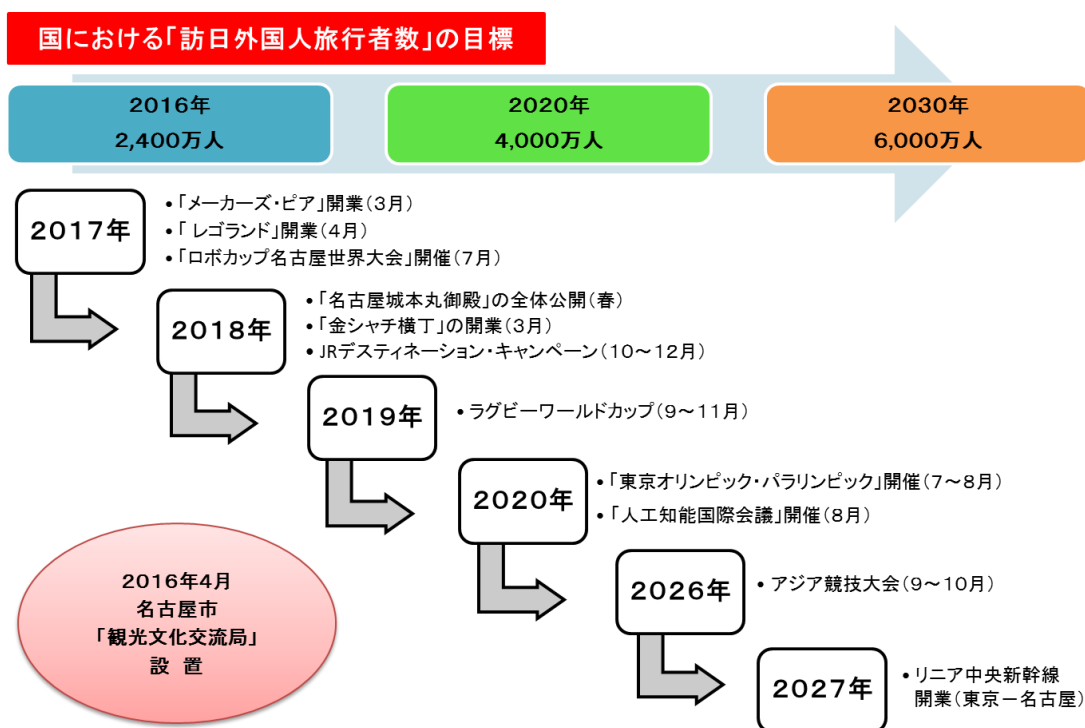 国における「訪日外国人旅行者数」の目標
2016年
2,400万人
2020年
4,000万人
2030年
6,000万人
2017年
•「メーカーズ・ピア」開業(3月)
•「レゴランド」開業(4月)
•「ロボカップ名古屋世界大会」開催(7月)
2018年
•「名古屋城本丸御殿」の全体公開(春)
•「金シャチ横丁」の開業(3月)
•JRデスティネーション・キャンペーン(10～12月)
2019年
•ラグビーワールドカップ(9～11月)
2020年
•「東京オリンピック・パラリンピック」開催(7～8月)
•「人工知能国際会議」開催(8月)
2026年
•アジア競技大会(9～10月)
2027年
•リニア中央新幹線
開業(東京－名古屋)
2016年4月
名古屋市
「観光文化交流局」
設 置